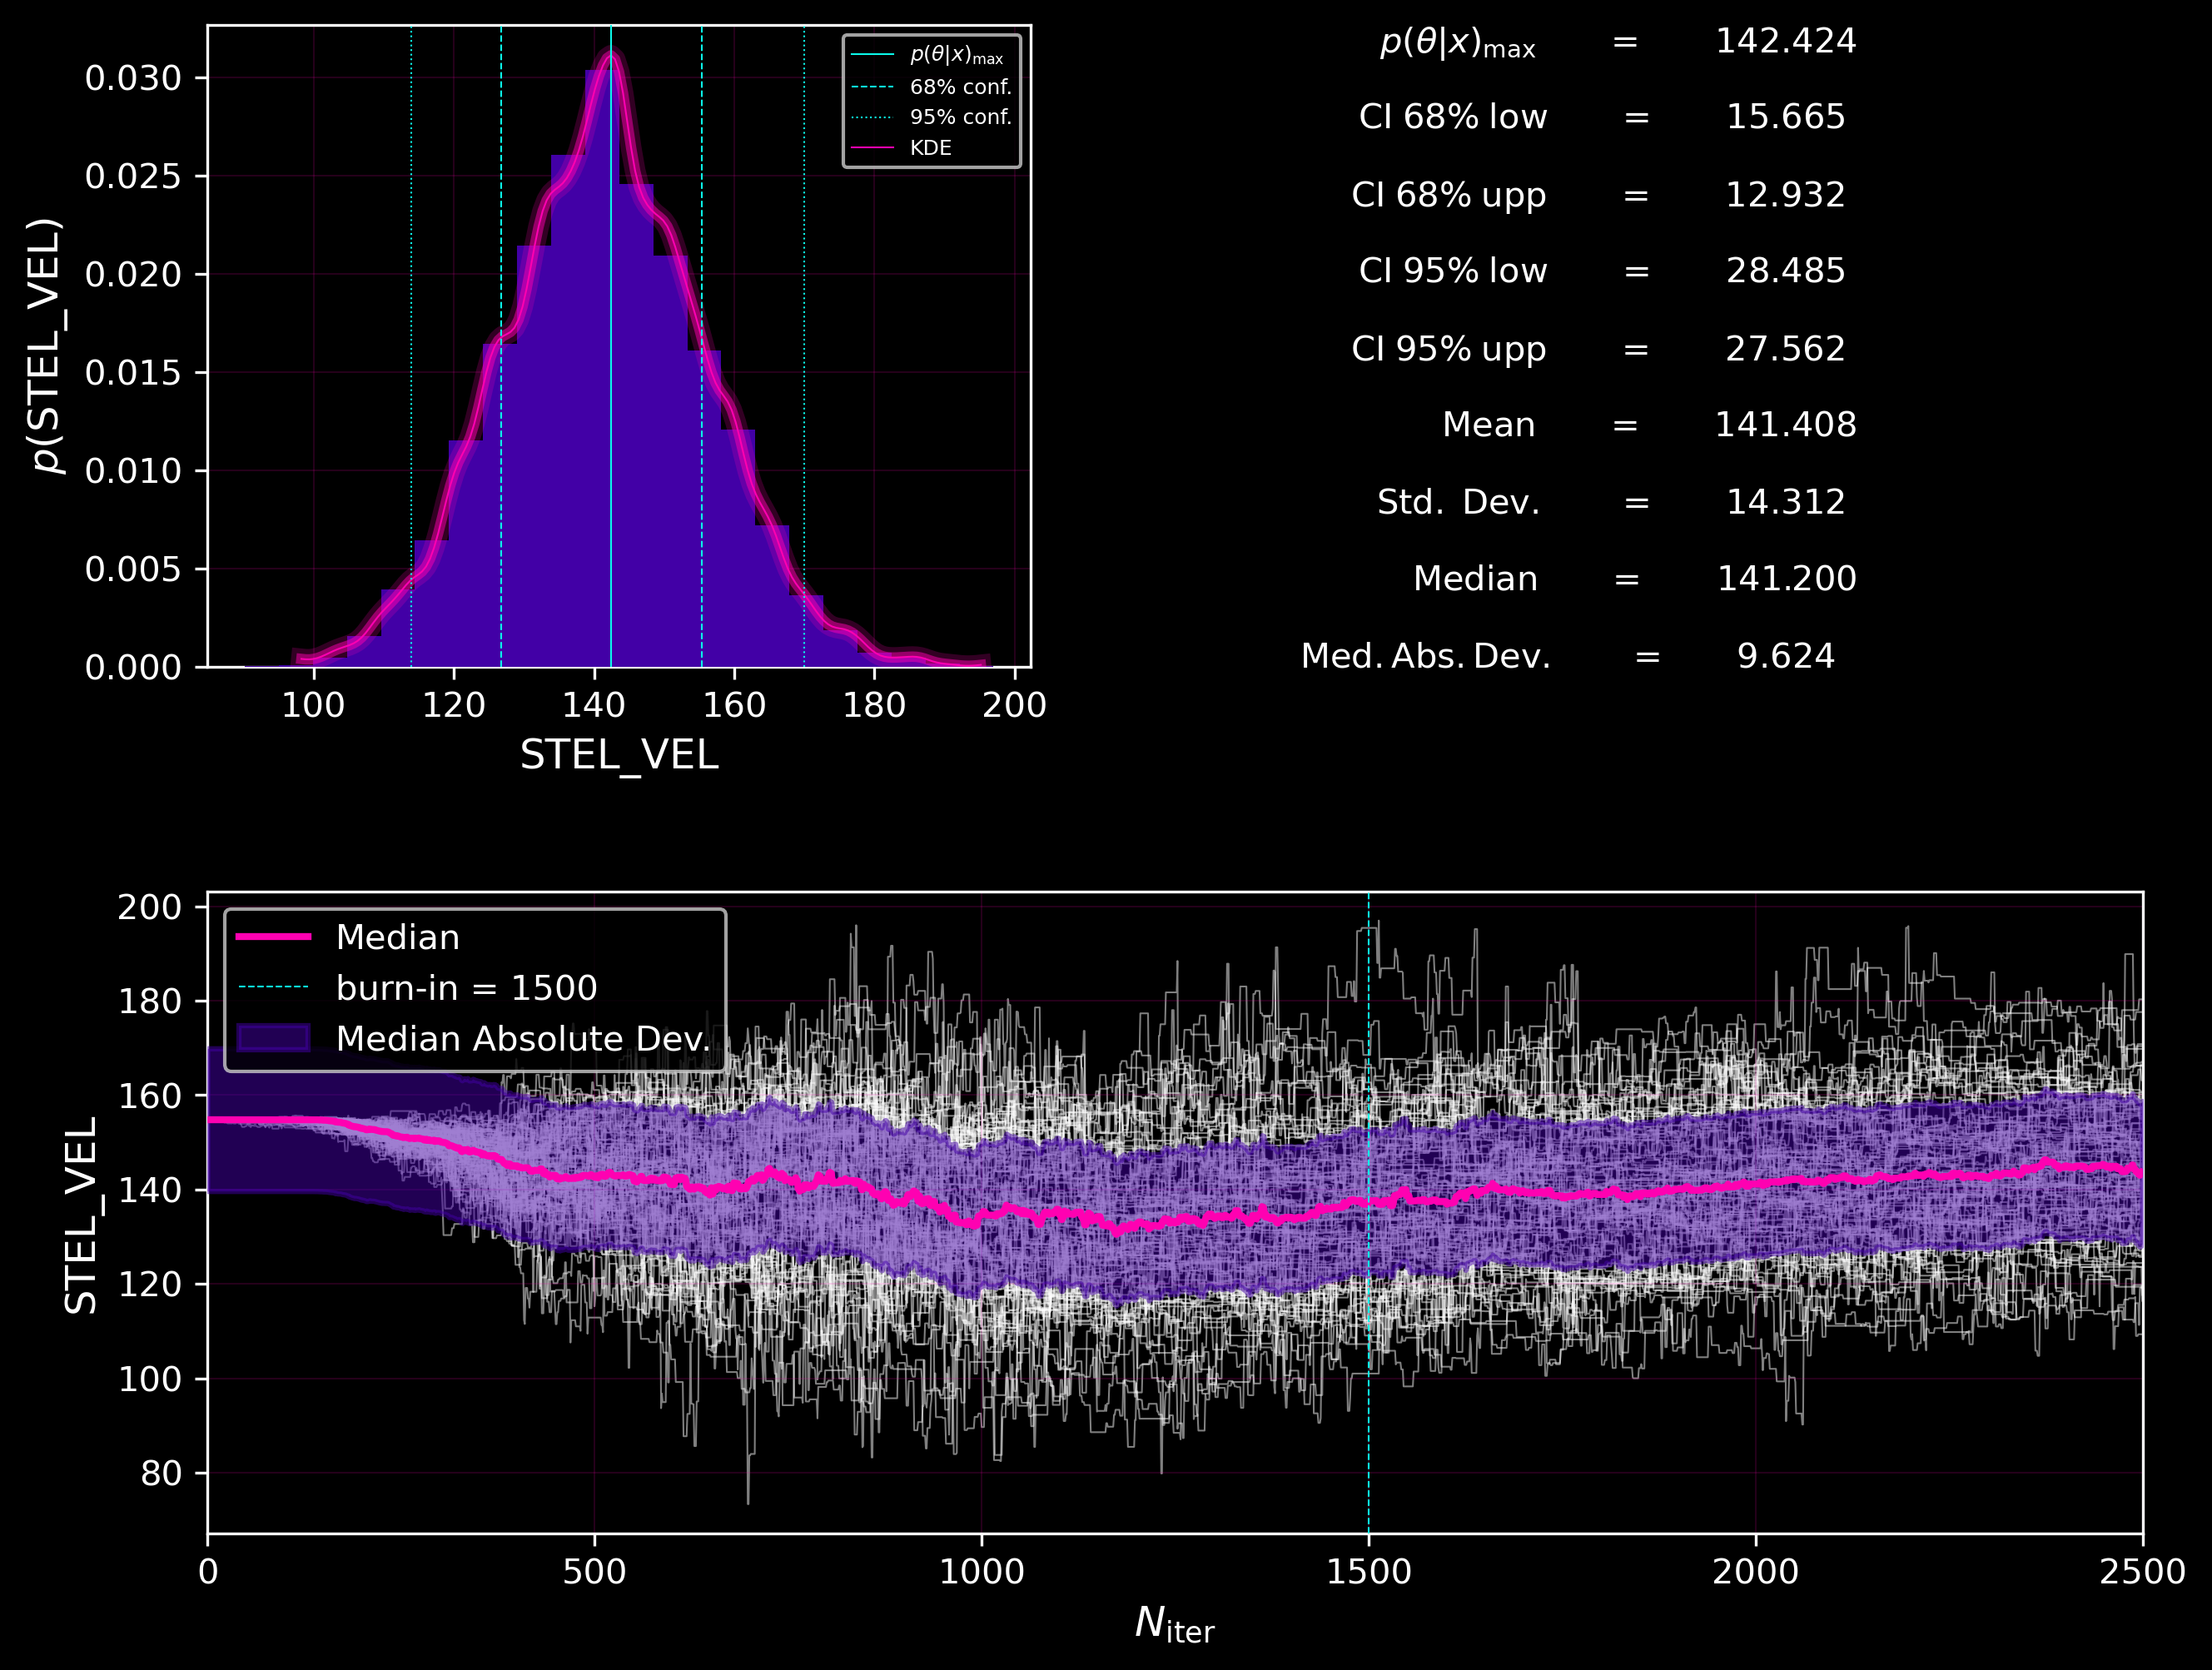 p(STEL_VEL)
0.030
0.025
0.020
0.015
0.010
0.005
0.000
100 120 140 160 180 200
STEL_VEL
p(θ|x)max
68% conf.
95% conf.
KDE
p(θ|x)max = 142.424
CI 68% low = 15.665
CI 68% upp = 12.932
CI 95% low = 28.485
CI 95% upp = 27.562
Mean = 141.408
Std. Dev. = 14.312
Median = 141.200
Med. Abs. Dev. = 9.624
STEL_VEL
200
180
160
140
120
100
80
Median
burn-in = 1500
Median Absolute Dev.
0 500 1000 1500 2000 2500
Niter